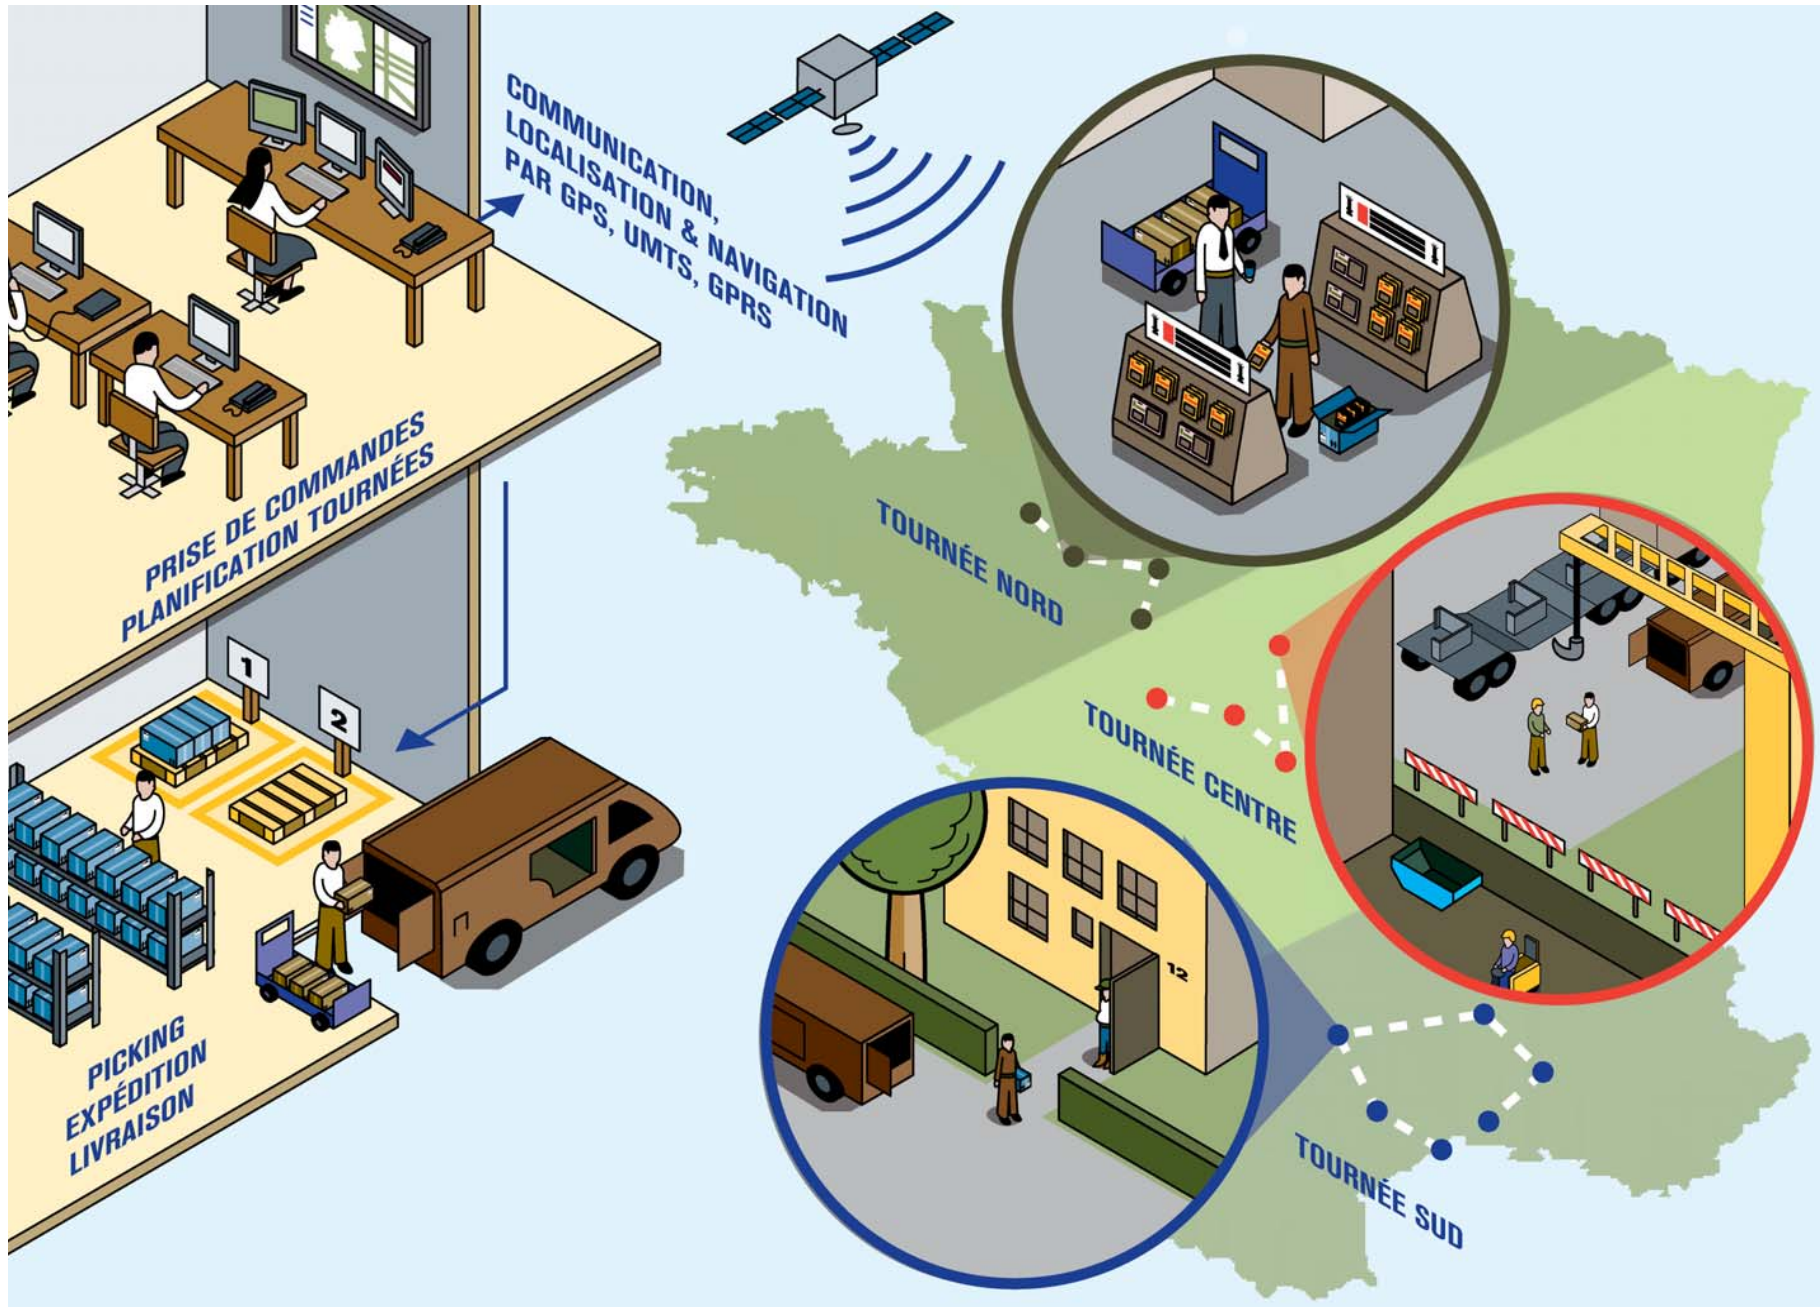 COMMUNICATION,
LOCALISATION & NAVIGATION
PAR GPS, UMTS, GPRS
PRISE DE COMMANDES
PLANIFICATION TOURNÉES
1
2
PICKING
EXPÉDITION
LIVRAISON
TOURNÉE NORD
TOURNÉE CENTRE
12
TOURNÉE SUD